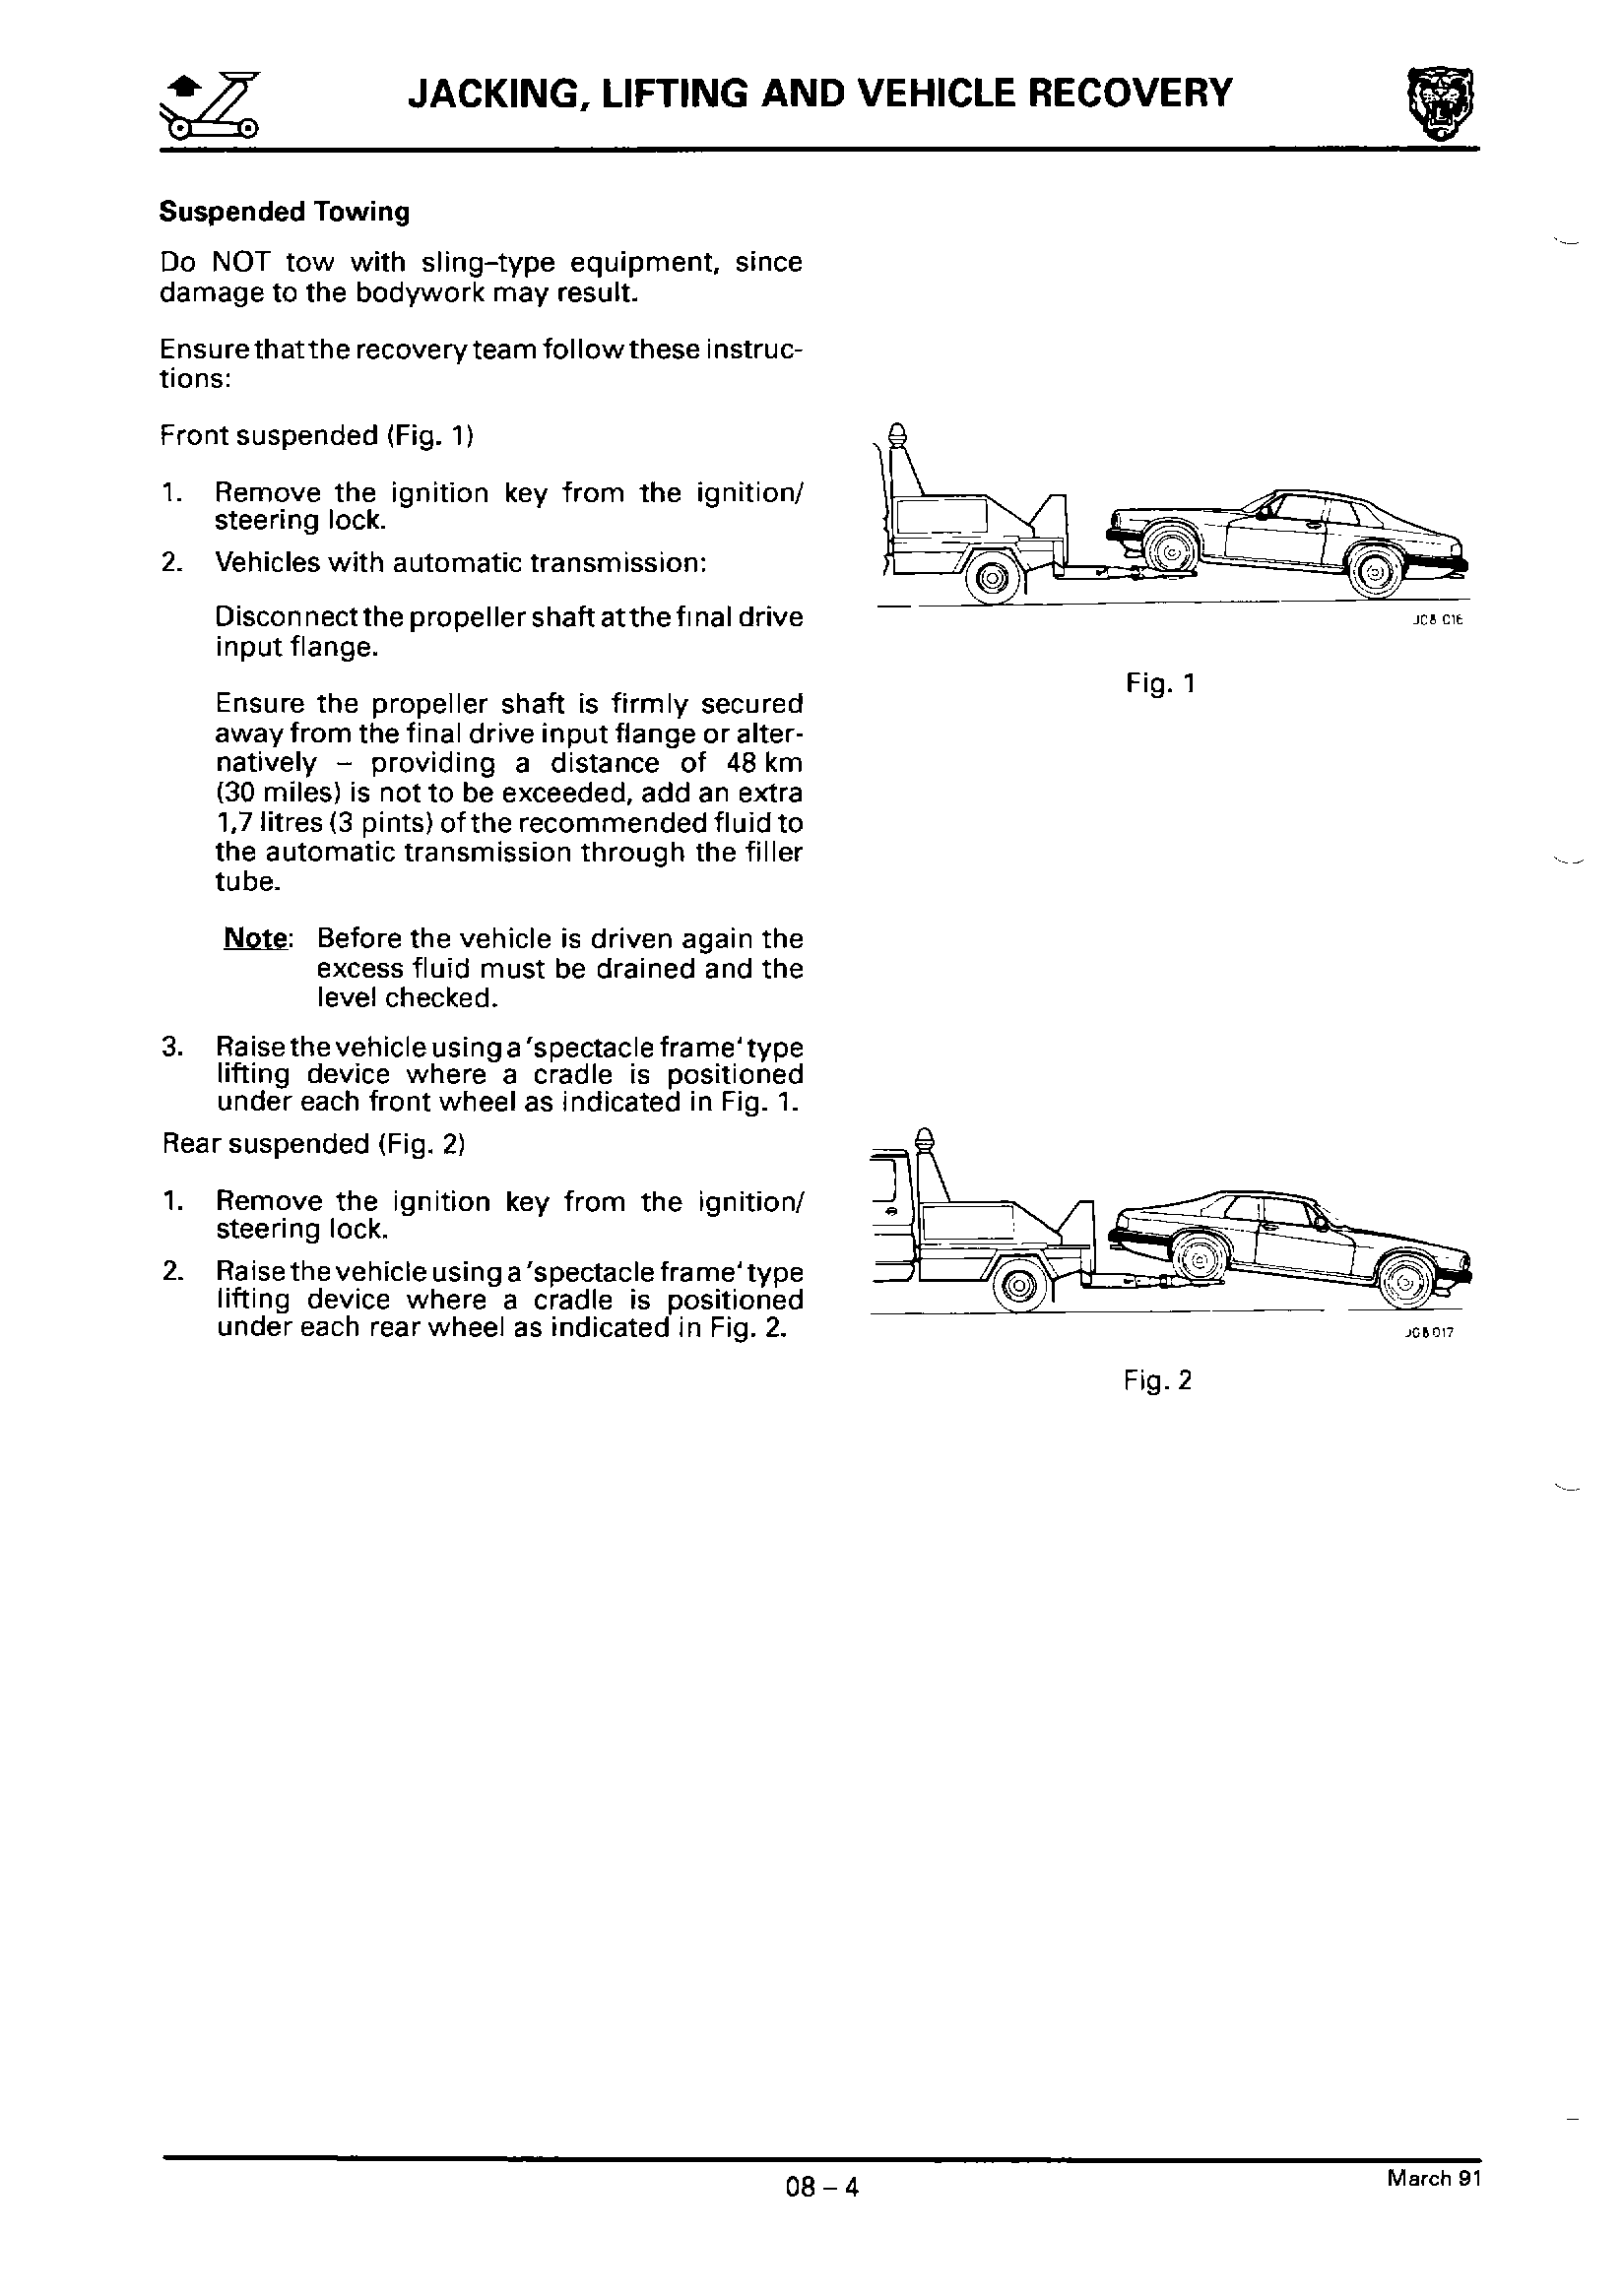 JACKING, LIFTING AND VEHICLE RECOVERY
Suspended Towing
Do NOT tow with sling-type equipment, since
damage to the bodywork may result.
Ensure that the recovery team follow these instruc-
tions:
Front suspended (Fig. 1)
1. Remove the ignition key from the ignition/
steering lock.
2. Vehicles with automatic transmission:
Disconnect the propeller shaft at the final drive
input flange.
Ensure the propeller shaft is firmly secured
away from the final drive input flange or alter-
natively – providing a distance of 48 km
(30 miles) is not to be exceeded, add an extra
1,7 litres (3 pints) of the recommended fluid to
the automatic transmission through the filler
tube.
Note: Before the vehicle is driven again the
excess fluid must be drained and the
level checked.
3. Raise the vehicle using a 'spectacle frame' type
lifting device where a cradle is positioned
under each front wheel as indicated in Fig. 1.
Rear suspended (Fig. 2)
1. Remove the ignition key from the ignition/
steering lock.
2. Raise the vehicle using a 'spectacle frame' type
lifting device where a cradle is positioned
under each rear wheel as indicated in Fig. 2.
JC8 016
Fig. 1
JC8 017
Fig. 2
08 – 4
March 91